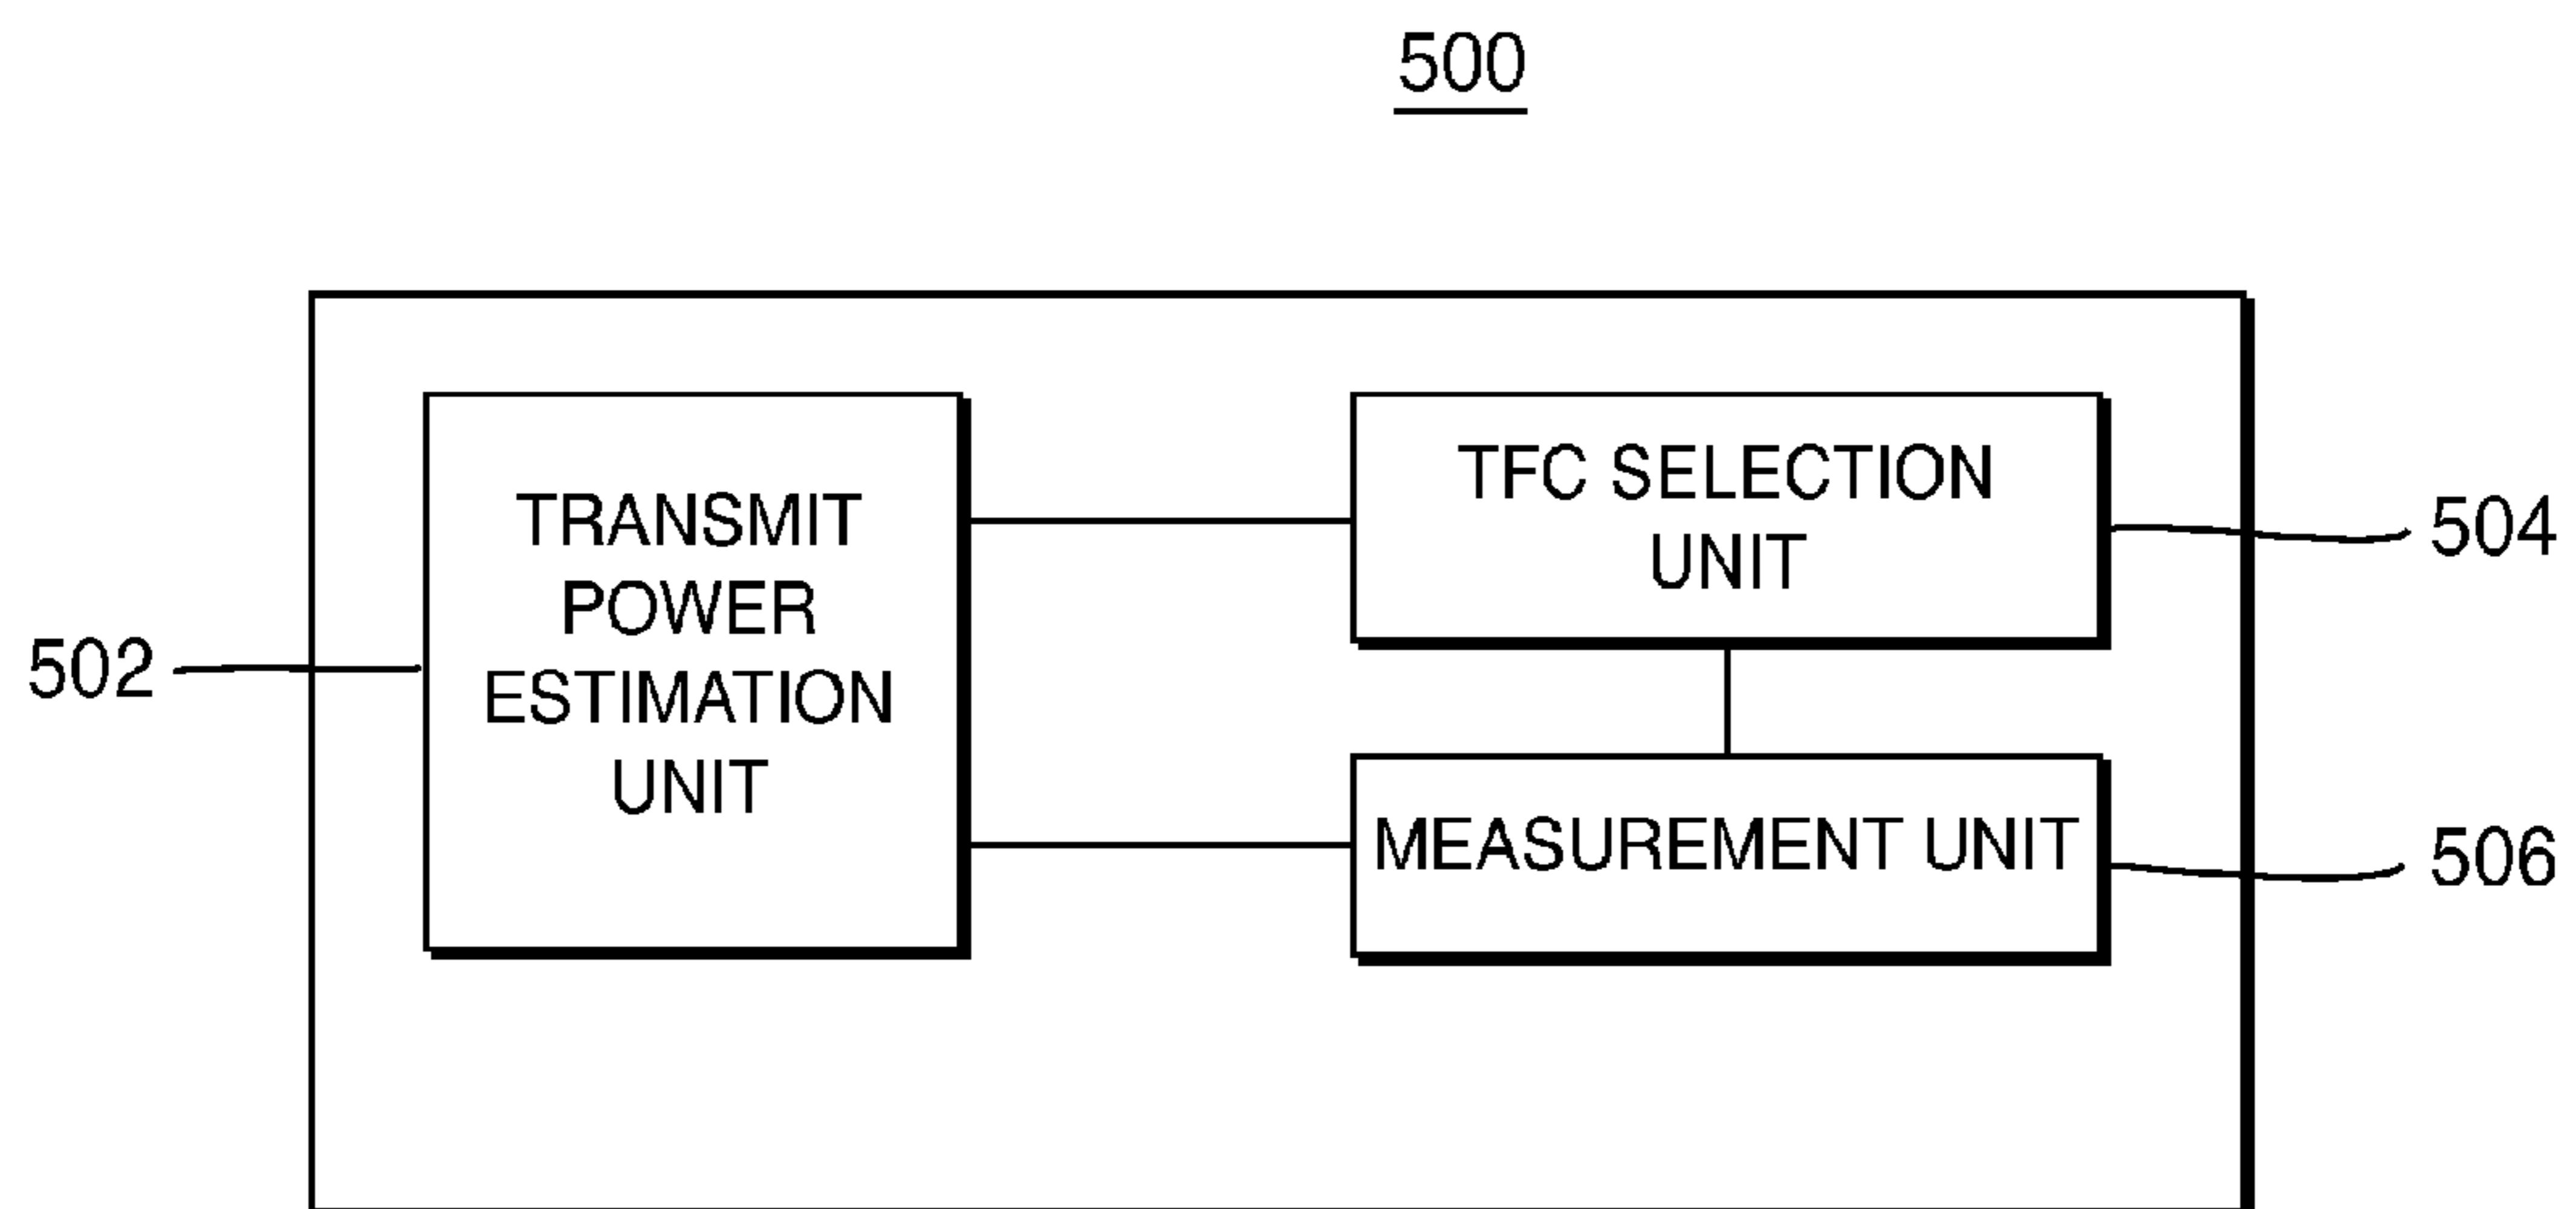 500
TRANSMIT
POWER
ESTIMATION
UNIT
TFC SELECTION
UNIT
MEASUREMENT UNIT
502
504
506